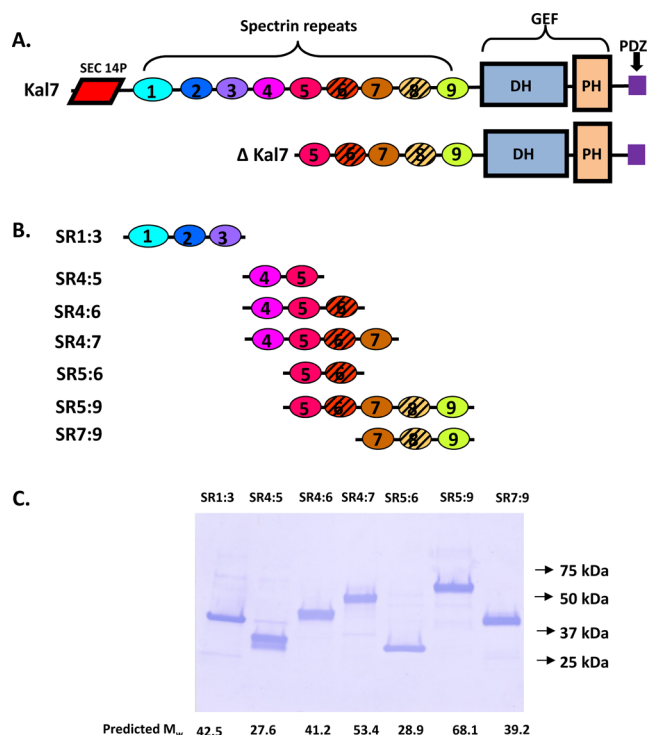 A.
Spectrin repeats
GEF
SEC 14P
PDZ
Kal7
1 2 3 4 5 6 7 8 9 DH PH
Δ Kal7
5 6 7 8 9 DH PH
B.
SR1:3
1 2 3
SR4:5
4 5
SR4:6
4 5 6
SR4:7
4 5 6 7
SR5:6
5 6
SR5:9
5 6 7 8 9
SR7:9
7 8 9
C.
SR1:3 SR4:5 SR4:6 SR4:7 SR5:6 SR5:9 SR7:9
75 kDa
50 kDa
37 kDa
25 kDa
Predicted Mw 42.5 27.6 41.2 53.4 28.9 68.1 39.2